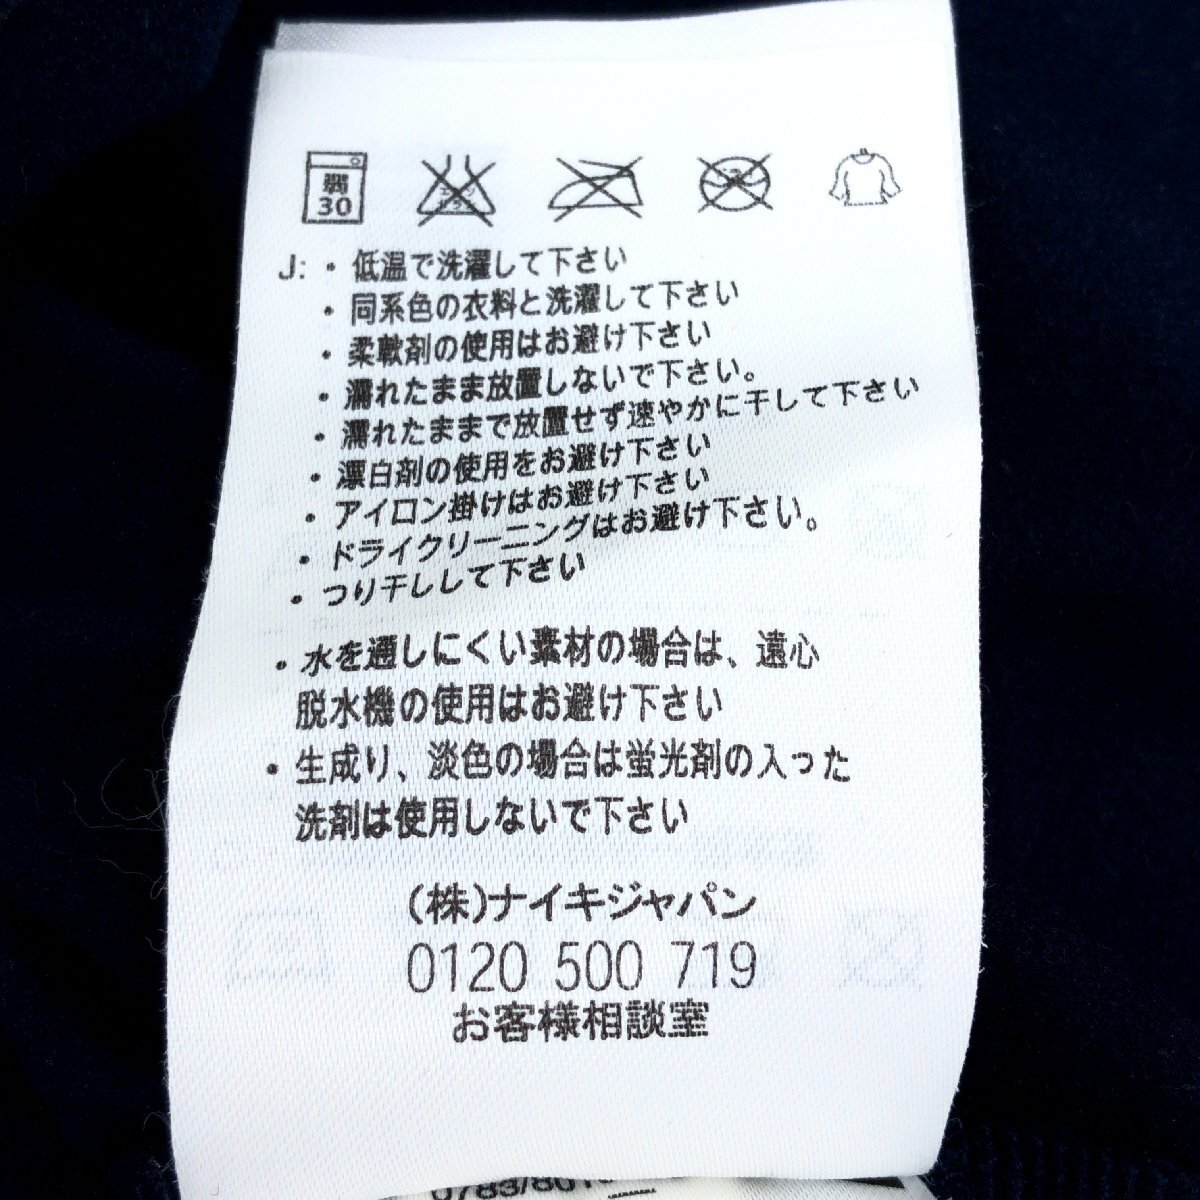 弱
30
エンソ
サラシ
ドライ
J: ・低温で洗濯して下さい
・同系色の衣料と洗濯して下さい
・柔軟剤の使用はお避け下さい
・濡れたまま放置しないで下さい。
・濡れたままで放置せず速やかに干して下さい
・漂白剤の使用をお避け下さい
・アイロン掛けはお避け下さい
・ドライクリーニングはお避け下さい。
・つり干しして下さい
・水を通しにくい素材の場合は、遠心
脱水機の使用はお避け下さい
・生成り、淡色の場合は蛍光剤の入った
洗剤は使用しないで下さい
(株)ナイキジャパン
0120 500 719
お客様相談室